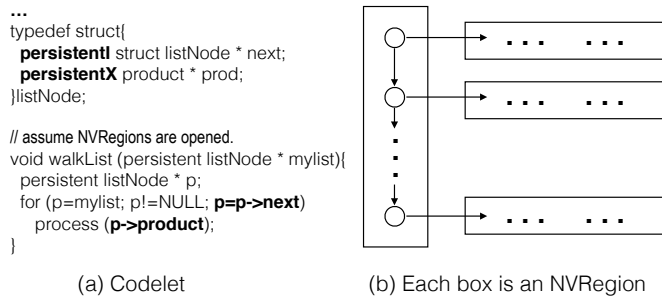 ...
typedef struct{
persistentI struct listNode * next;
persistentX product * prod;
}listNode;
// assume NVRegions are opened.
void walkList (persistent listNode * mylist){
persistent listNode * p;
for (p=mylist; p!=NULL; p=p->next)
process (p->product);
}
(a) Codelet
... ...
... ...
... ...
(b) Each box is an NVRegion